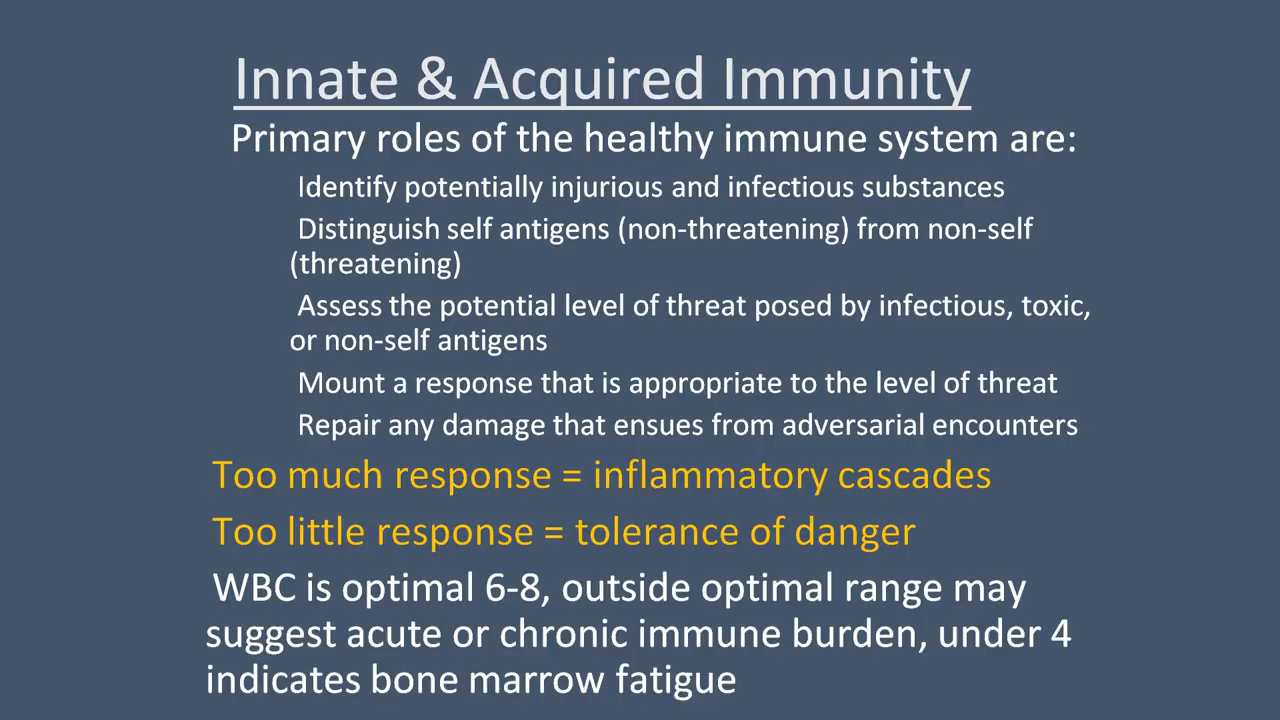 Innate & Acquired Immunity
Primary roles of the healthy immune system are:
Identify potentially injurious and infectious substances
Distinguish self antigens (non-threatening) from non-self
(threatening)
Assess the potential level of threat posed by infectious, toxic,
or non-self antigens
Mount a response that is appropriate to the level of threat
Repair any damage that ensues from adversarial encounters
Too much response = inflammatory cascades
Too little response = tolerance of danger
WBC is optimal 6-8, outside optimal range may
suggest acute or chronic immune burden, under 4
indicates bone marrow fatigue